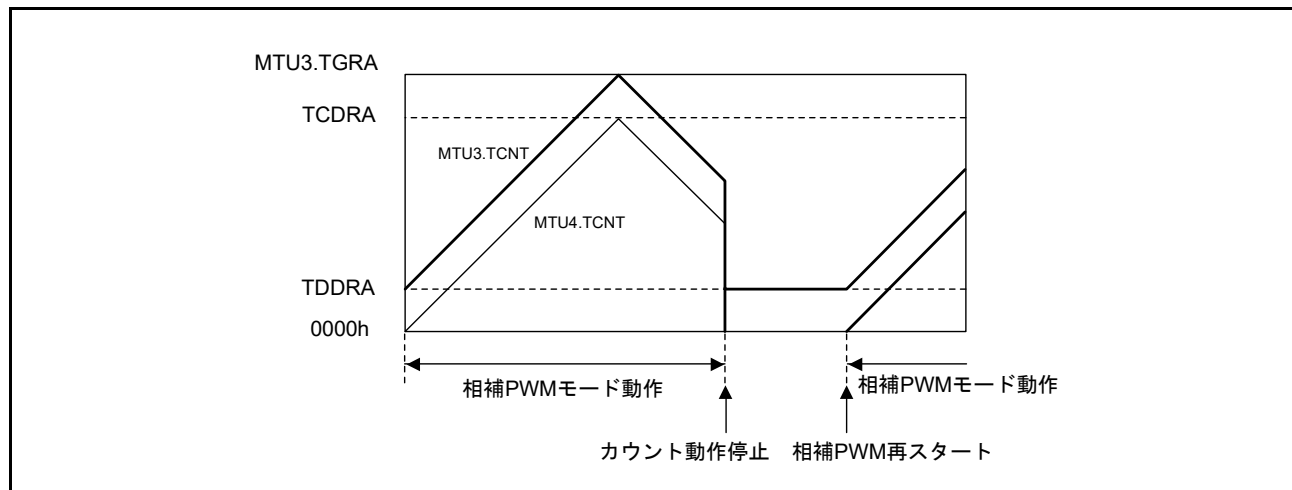 MTU3.TGRA
TCDRA
MTU3.TCNT
MTU4.TCNT
TDDRA
0000h
相補PWMモード動作
相補PWMモード動作
カウント動作停止
相補PWM再スタート